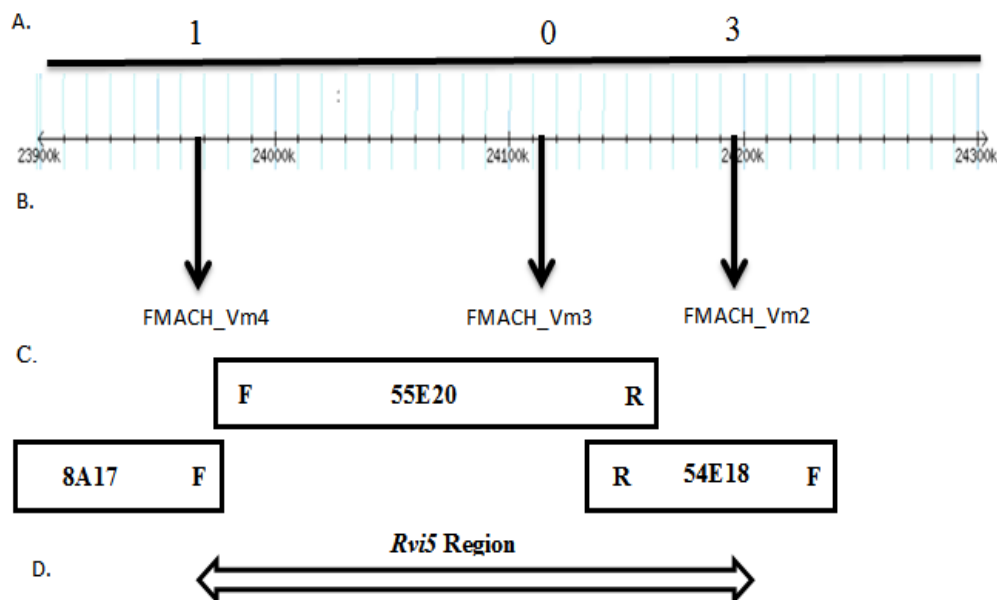 A.
1 0 3
23900k 24000k 24100k 24200k 24300k
B.
FMACH_Vm4 FMACH_Vm3 FMACH_Vm2
C.
F 55E20 R
8A17 F R 54E18 F
Rvi5 Region
D.